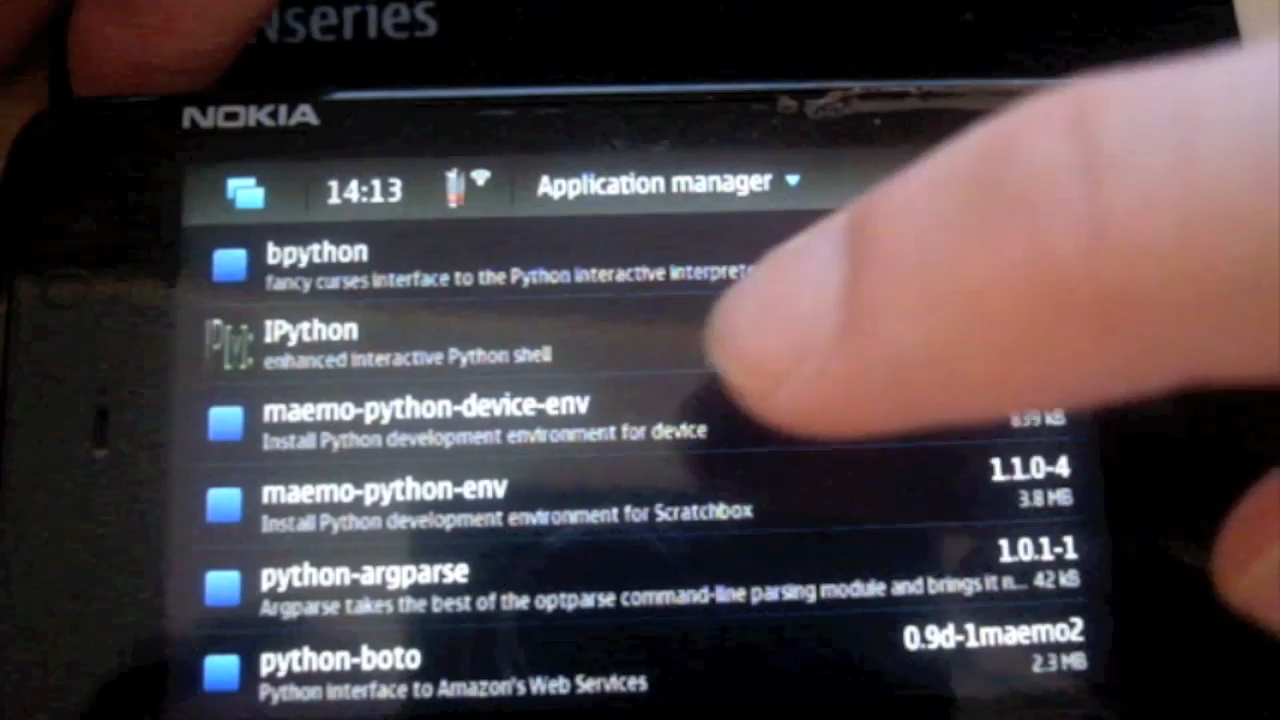 Nseries
NOKIA
14:13 Application manager
bpython
fancy curses interface to the Python interactive
IPython
enhanced interactive Python shell
maemo-python-device-env
Install Python development environment for device
839 kB
maemo-python-env
1.1.0-4
Install Python development environment for Scratchbox
3.8 MB
python-argparse
1.0.1-1
Argparse takes the best of the optparse command-line parsing module and brings it n... 42 kB
python-boto
0.9d-1maemo2
Python interface to Amazon's Web Services
2.3 MB